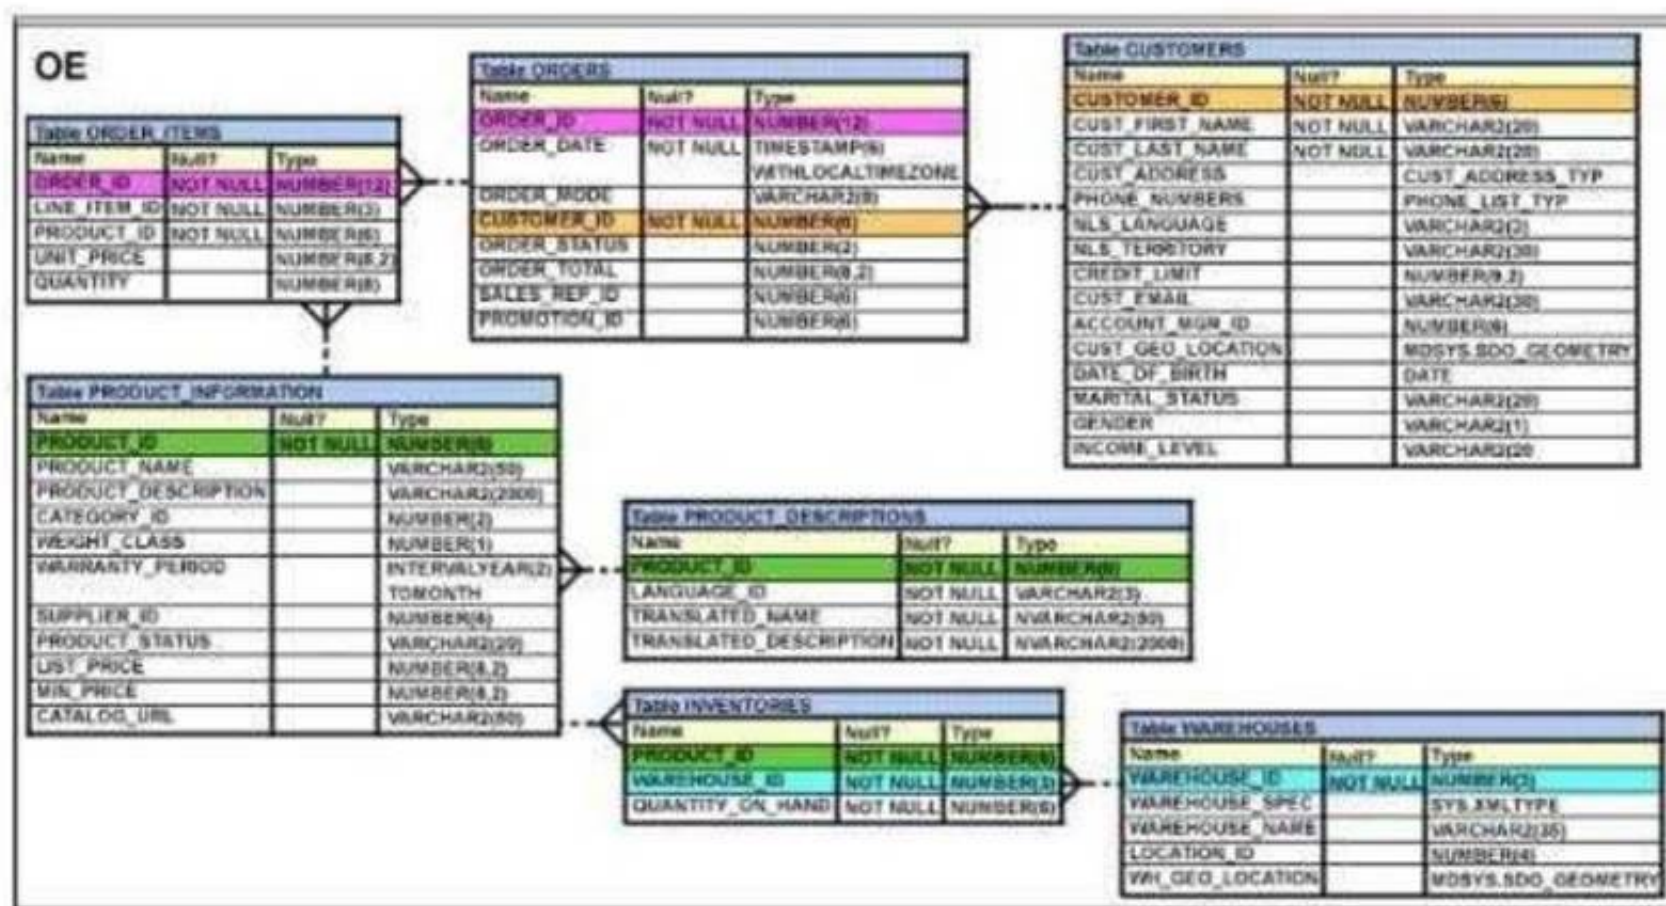 OE
Table ORDER_ITEMS
Name Null? Type
ORDER_ID NOT NULL NUMBER(12)
LINE_ITEM_ID NOT NULL NUMBER(3)
PRODUCT_ID NOT NULL NUMBER(6)
UNIT_PRICE NUMBER(8,2)
QUANTITY NUMBER(8)
Table ORDERS
Name Null? Type
ORDER_ID NOT NULL NUMBER(12)
ORDER_DATE NOT NULL TIMESTAMP(6)
WITHLOCALTIMEZONE
ORDER_MODE VARCHAR2(8)
CUSTOMER_ID NOT NULL NUMBER(6)
ORDER_STATUS NUMBER(2)
ORDER_TOTAL NUMBER(8,2)
SALES_REP_ID NUMBER(6)
PROMOTION_ID NUMBER(6)
Table CUSTOMERS
Name Null? Type
CUSTOMER_ID NOT NULL NUMBER(6)
CUST_FIRST_NAME NOT NULL VARCHAR2(20)
CUST_LAST_NAME NOT NULL VARCHAR2(20)
CUST_ADDRESS CUST_ADDRESS_TYP
PHONE_NUMBERS PHONE_LIST_TYP
NLS_LANGUAGE VARCHAR2(3)
NLS_TERRITORY VARCHAR2(30)
CREDIT_LIMIT NUMBER(9,2)
CUST_EMAIL VARCHAR2(30)
ACCOUNT_MGR_ID NUMBER(6)
CUST_GEO_LOCATION MDSYS.SDO_GEOMETRY
DATE_OF_BIRTH DATE
MARITAL_STATUS VARCHAR2(20)
GENDER VARCHAR2(1)
INCOME_LEVEL VARCHAR2(20
Table PRODUCT_INFORMATION
Name Null? Type
PRODUCT_ID NOT NULL NUMBER(6)
PRODUCT_NAME VARCHAR2(50)
PRODUCT_DESCRIPTION VARCHAR2(2000)
CATEGORY_ID NUMBER(2)
WEIGHT_CLASS NUMBER(1)
WARRANTY_PERIOD INTERVALYEAR(2)
TOMONTH
SUPPLIER_ID NUMBER(6)
PRODUCT_STATUS VARCHAR2(20)
LIST_PRICE NUMBER(8,2)
MIN_PRICE NUMBER(8,2)
CATALOG_URL VARCHAR2(50)
Table PRODUCT_DESCRIPTIONS
Name Null? Type
PRODUCT_ID NOT NULL NUMBER(6)
LANGUAGE_ID NOT NULL VARCHAR2(3)
TRANSLATED_NAME NOT NULL NVARCHAR2(50)
TRANSLATED_DESCRIPTION NOT NULL NVARCHAR2(2000)
Table INVENTORIES
Name Null? Type
PRODUCT_ID NOT NULL NUMBER(6)
WAREHOUSE_ID NOT NULL NUMBER(3)
QUANTITY_ON_HAND NOT NULL NUMBER(8)
Table WAREHOUSES
Name Null? Type
WAREHOUSE_ID NOT NULL NUMBER(3)
WAREHOUSE_SPEC SYS.XMLTYPE
WAREHOUSE_NAME VARCHAR2(35)
LOCATION_ID NUMBER(4)
WH_GEO_LOCATION MDSYS.SDO_GEOMETRY